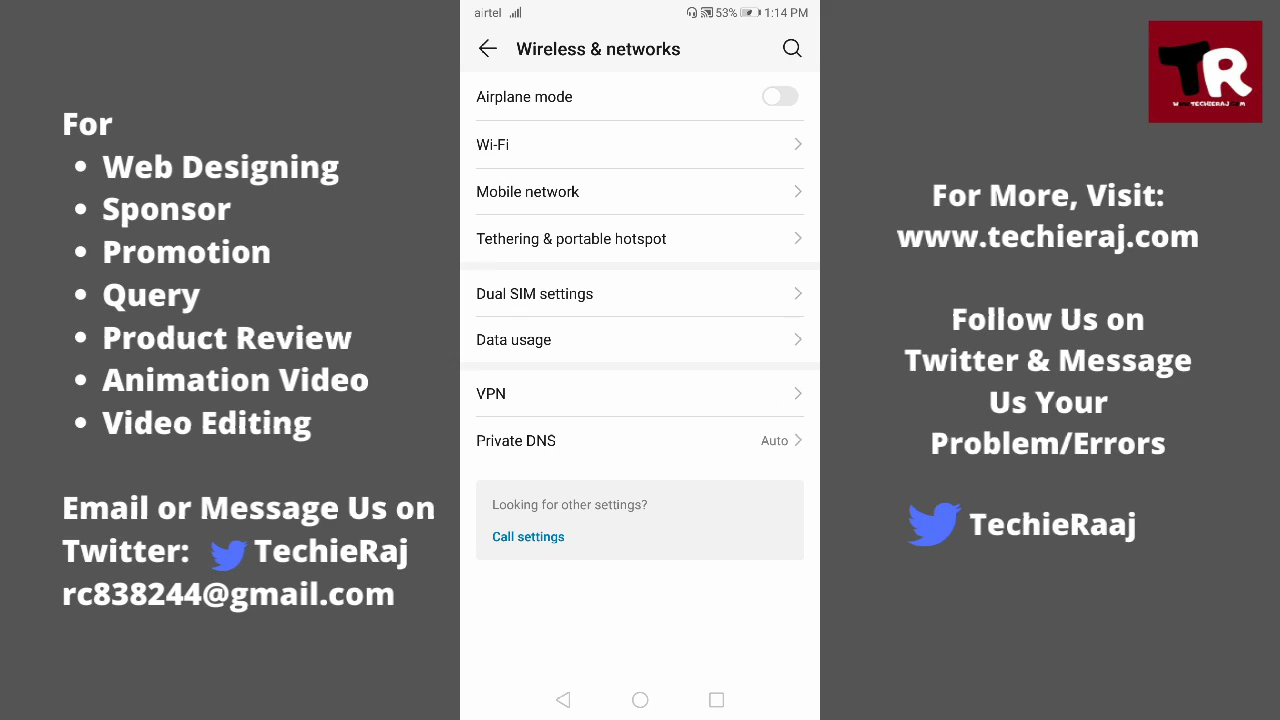 For
• Web Designing
• Sponsor
• Promotion
• Query
• Product Review
• Animation Video
• Video Editing
Email or Message Us on
Twitter: TechieRaj
rc838244@gmail.com
airtel 53% 1:14 PM
Wireless & networks
Airplane mode
Wi-Fi
Mobile network
Tethering & portable hotspot
Dual SIM settings
Data usage
VPN
Private DNS Auto
Looking for other settings?
Call settings
TR
WWW.TECHIERAJ.COM
For More, Visit:
www.techieraj.com
Follow Us on
Twitter & Message
Us Your
Problem/Errors
TechieRaaj